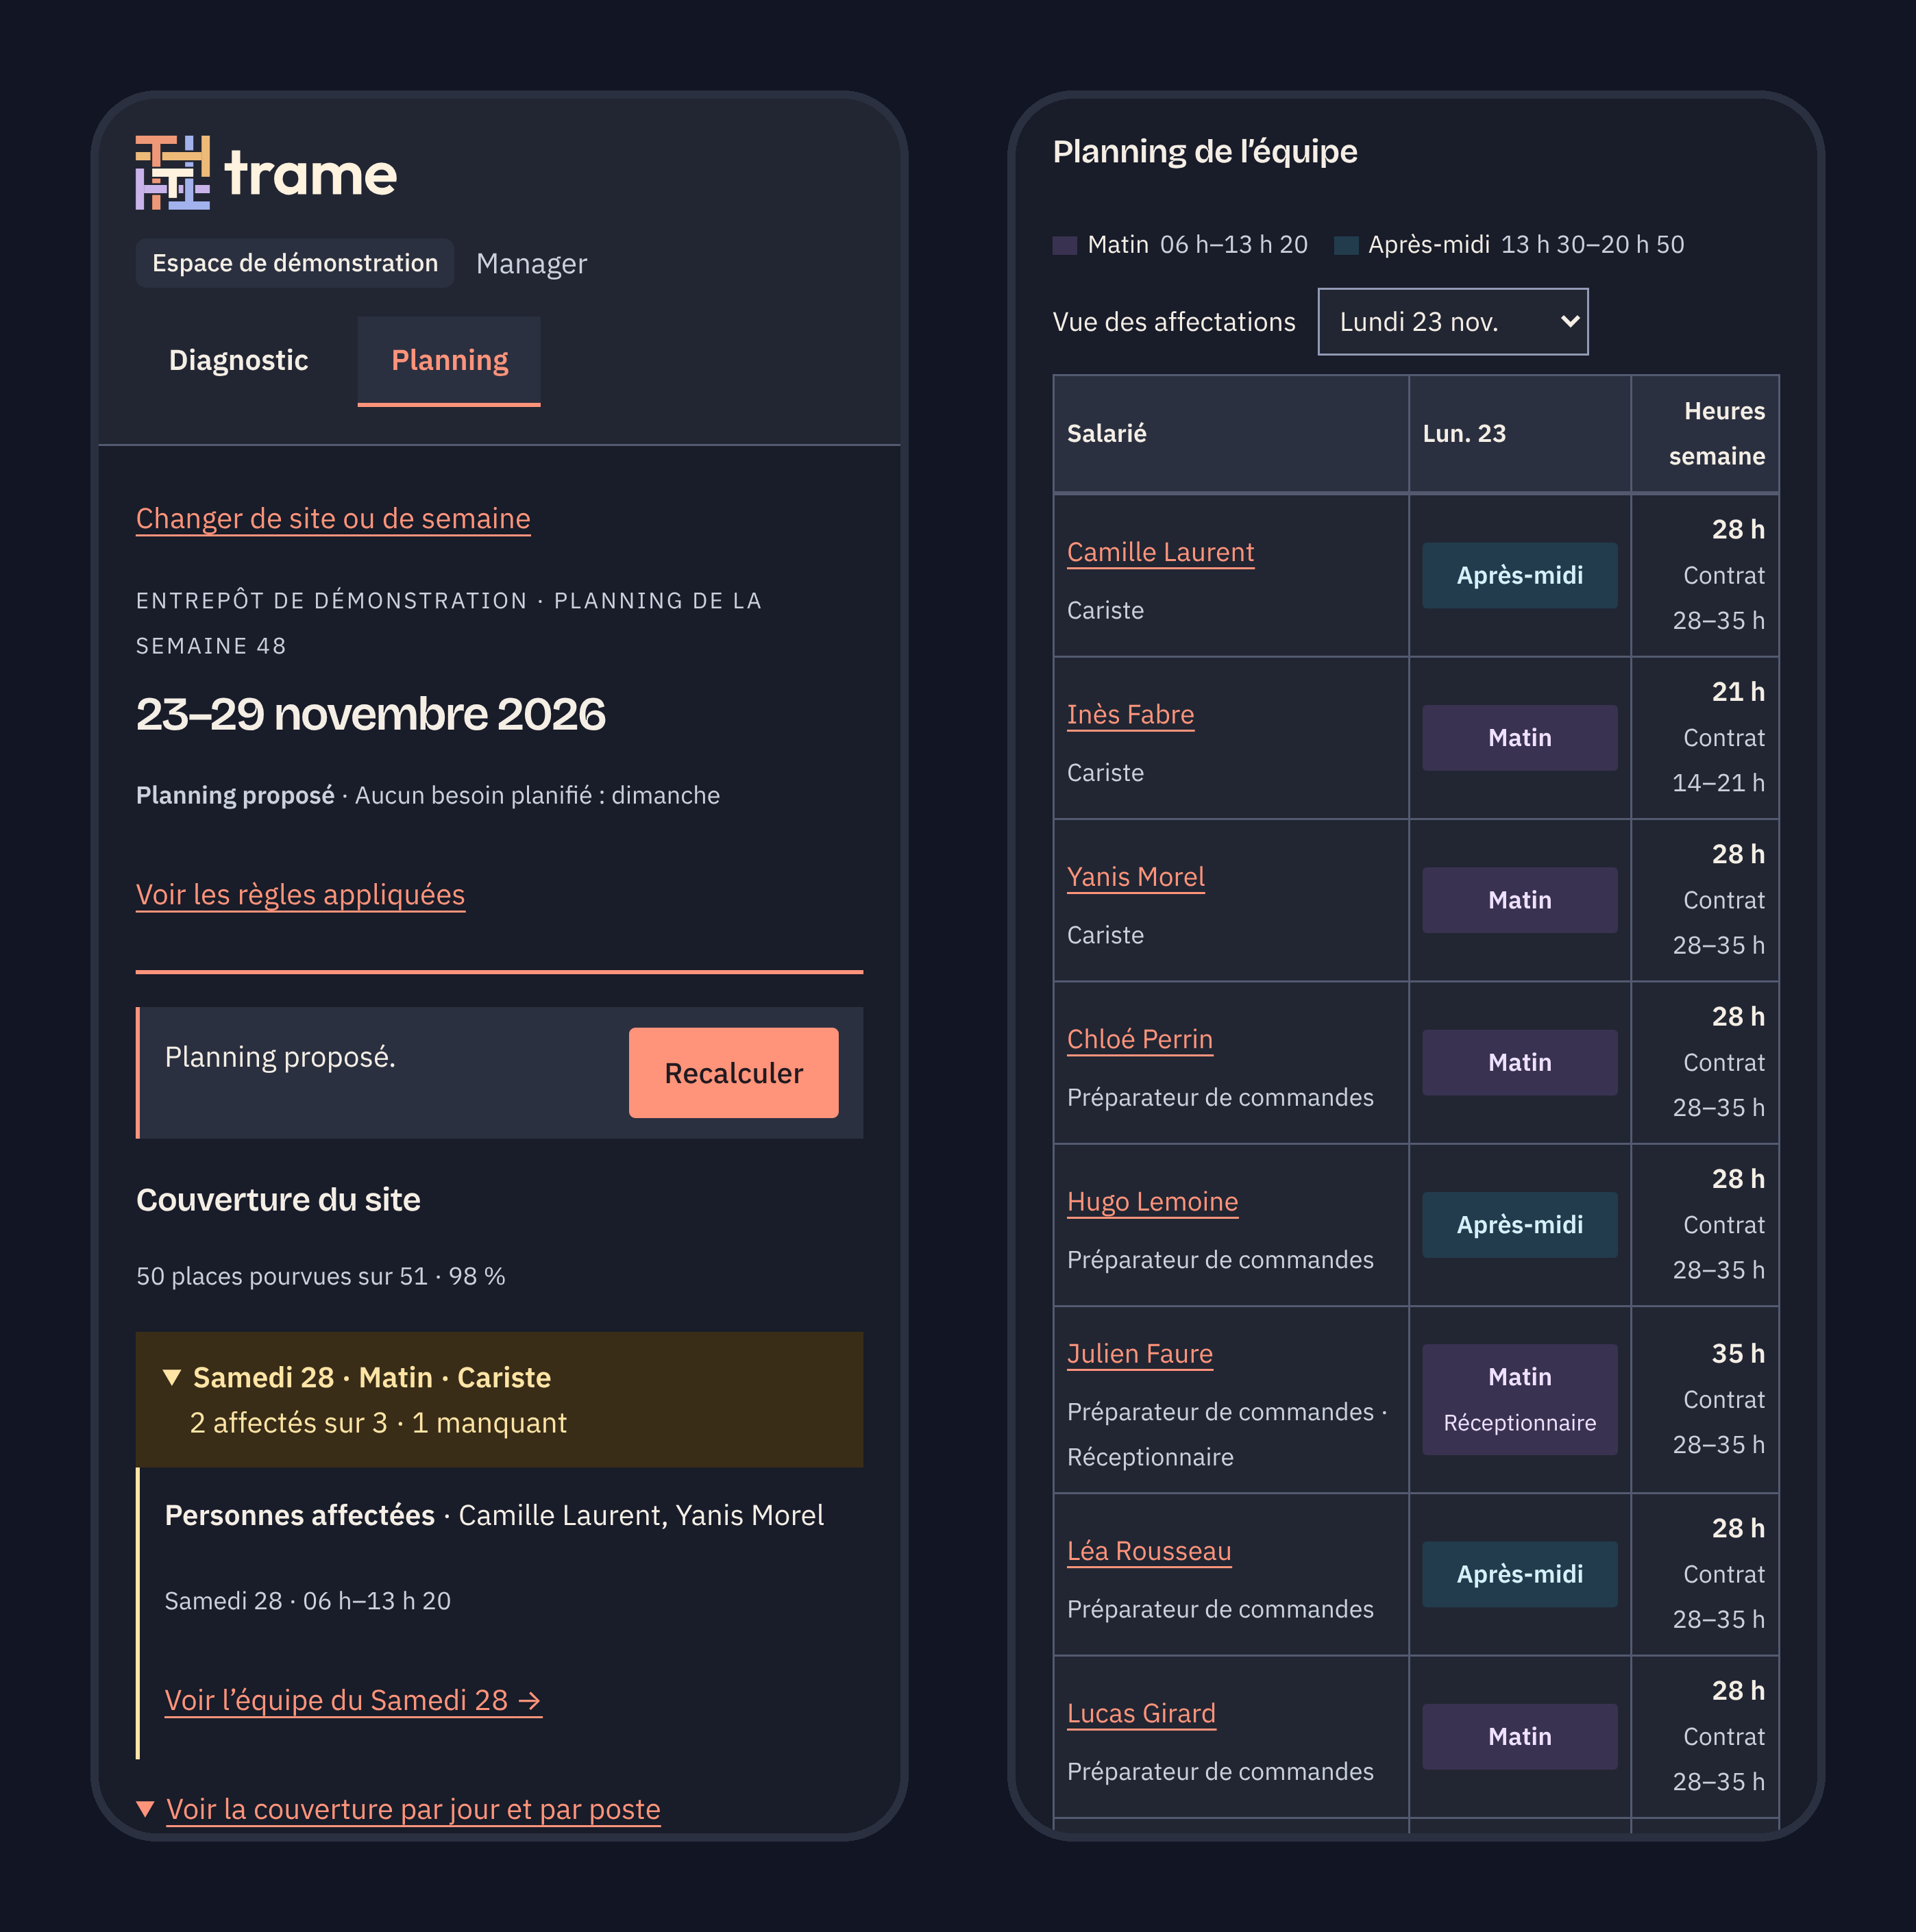 trame
Espace de démonstration Manager
Diagnostic Planning
Changer de site ou de semaine
ENTREPÔT DE DÉMONSTRATION · PLANNING DE LA
SEMAINE 48
23–29 novembre 2026
Planning proposé · Aucun besoin planifié : dimanche
Voir les règles appliquées
Planning proposé.
Recalculer
Couverture du site
50 places pourvues sur 51 · 98 %
▼ Samedi 28 · Matin · Cariste
2 affectés sur 3 · 1 manquant
Personnes affectées · Camille Laurent, Yanis Morel
Samedi 28 · 06 h–13 h 20
Voir l’équipe du Samedi 28 →
▼ Voir la couverture par jour et par poste
Planning de l’équipe
Matin 06 h–13 h 20 Après-midi 13 h 30–20 h 50
Vue des affectations Lundi 23 nov.
Salarié Lun. 23 Heures
semaine
Camille Laurent
Cariste
Après-midi
28 h
Contrat
28–35 h
Inès Fabre
Cariste
Matin
21 h
Contrat
14–21 h
Yanis Morel
Cariste
Matin
28 h
Contrat
28–35 h
Chloé Perrin
Préparateur de commandes
Matin
28 h
Contrat
28–35 h
Hugo Lemoine
Préparateur de commandes
Après-midi
28 h
Contrat
28–35 h
Julien Faure
Préparateur de commandes ·
Réceptionnaire
Matin
Réceptionnaire
35 h
Contrat
28–35 h
Léa Rousseau
Préparateur de commandes
Après-midi
28 h
Contrat
28–35 h
Lucas Girard
Préparateur de commandes
Matin
28 h
Contrat
28–35 h